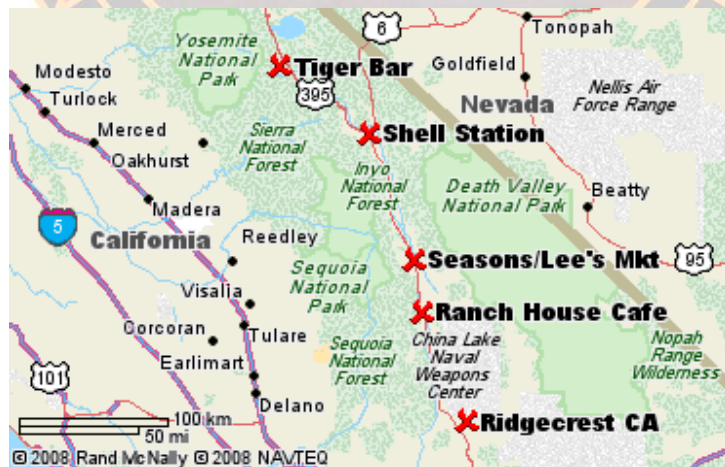 6
Tonopah
Yosemite
National
Park
Tiger Bar
Goldfield
Modesto
395
Nevada
Nellis Air
Force Range
Turlock
Merced
Sierra
National
Forest
Shell Station
Oakhurst
Inyo
National
Forest
Death Valley
National Park
Beatty
Madera
5
California
Reedley
Seasons/Lee's Mkt
95
Sequoia
National
Park
Visalia
Ranch House Cafe
Corcoran
Tulare
Sequoia
National
Forest
China Lake
Naval
Weapons
Center
Nopah
Range
Wilderness
Earlimart
101
Delano
100 km
50 mi
Ridgecrest CA
© 2008 Rand McNally © 2008 NAVTEQ